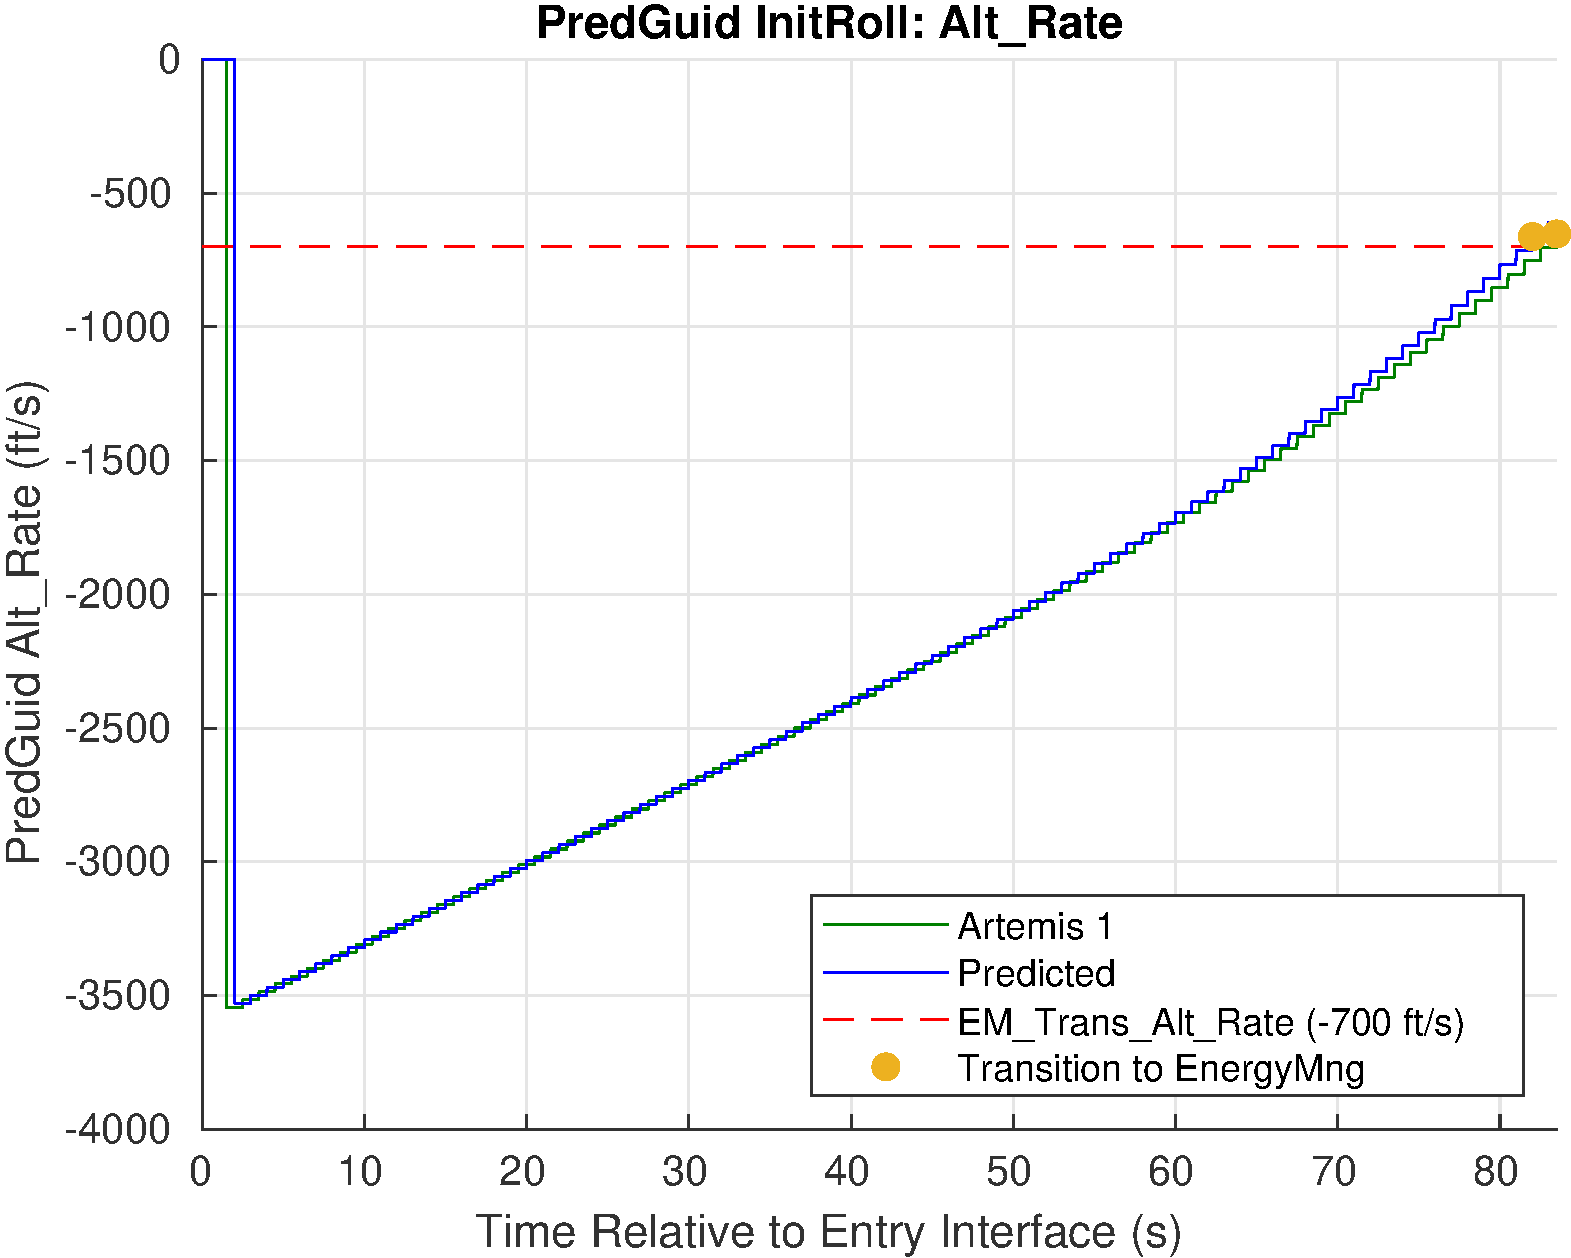 PredGuid InitRoll: Alt_Rate
PredGuid Alt_Rate (ft/s)
0
-500
-1000
-1500
-2000
-2500
-3000
-3500
-4000
0 10 20 30 40 50 60 70 80
Time Relative to Entry Interface (s)
Artemis 1
Predicted
EM_Trans_Alt_Rate (-700 ft/s)
Transition to EnergyMng